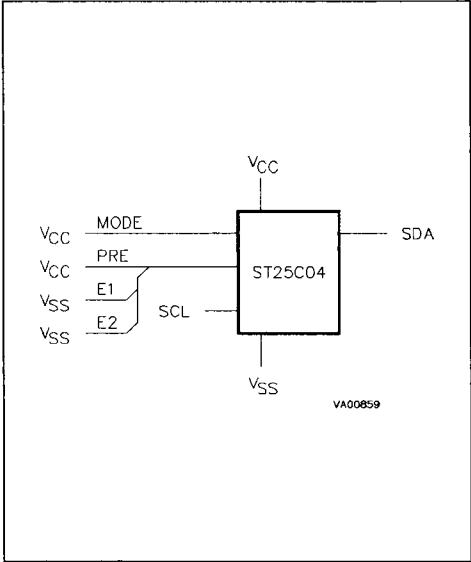 VCC
VCC MODE
SDA
VCC PRE
ST25C04
VSS E1
SCL
VSS E2
VSS
VA00859